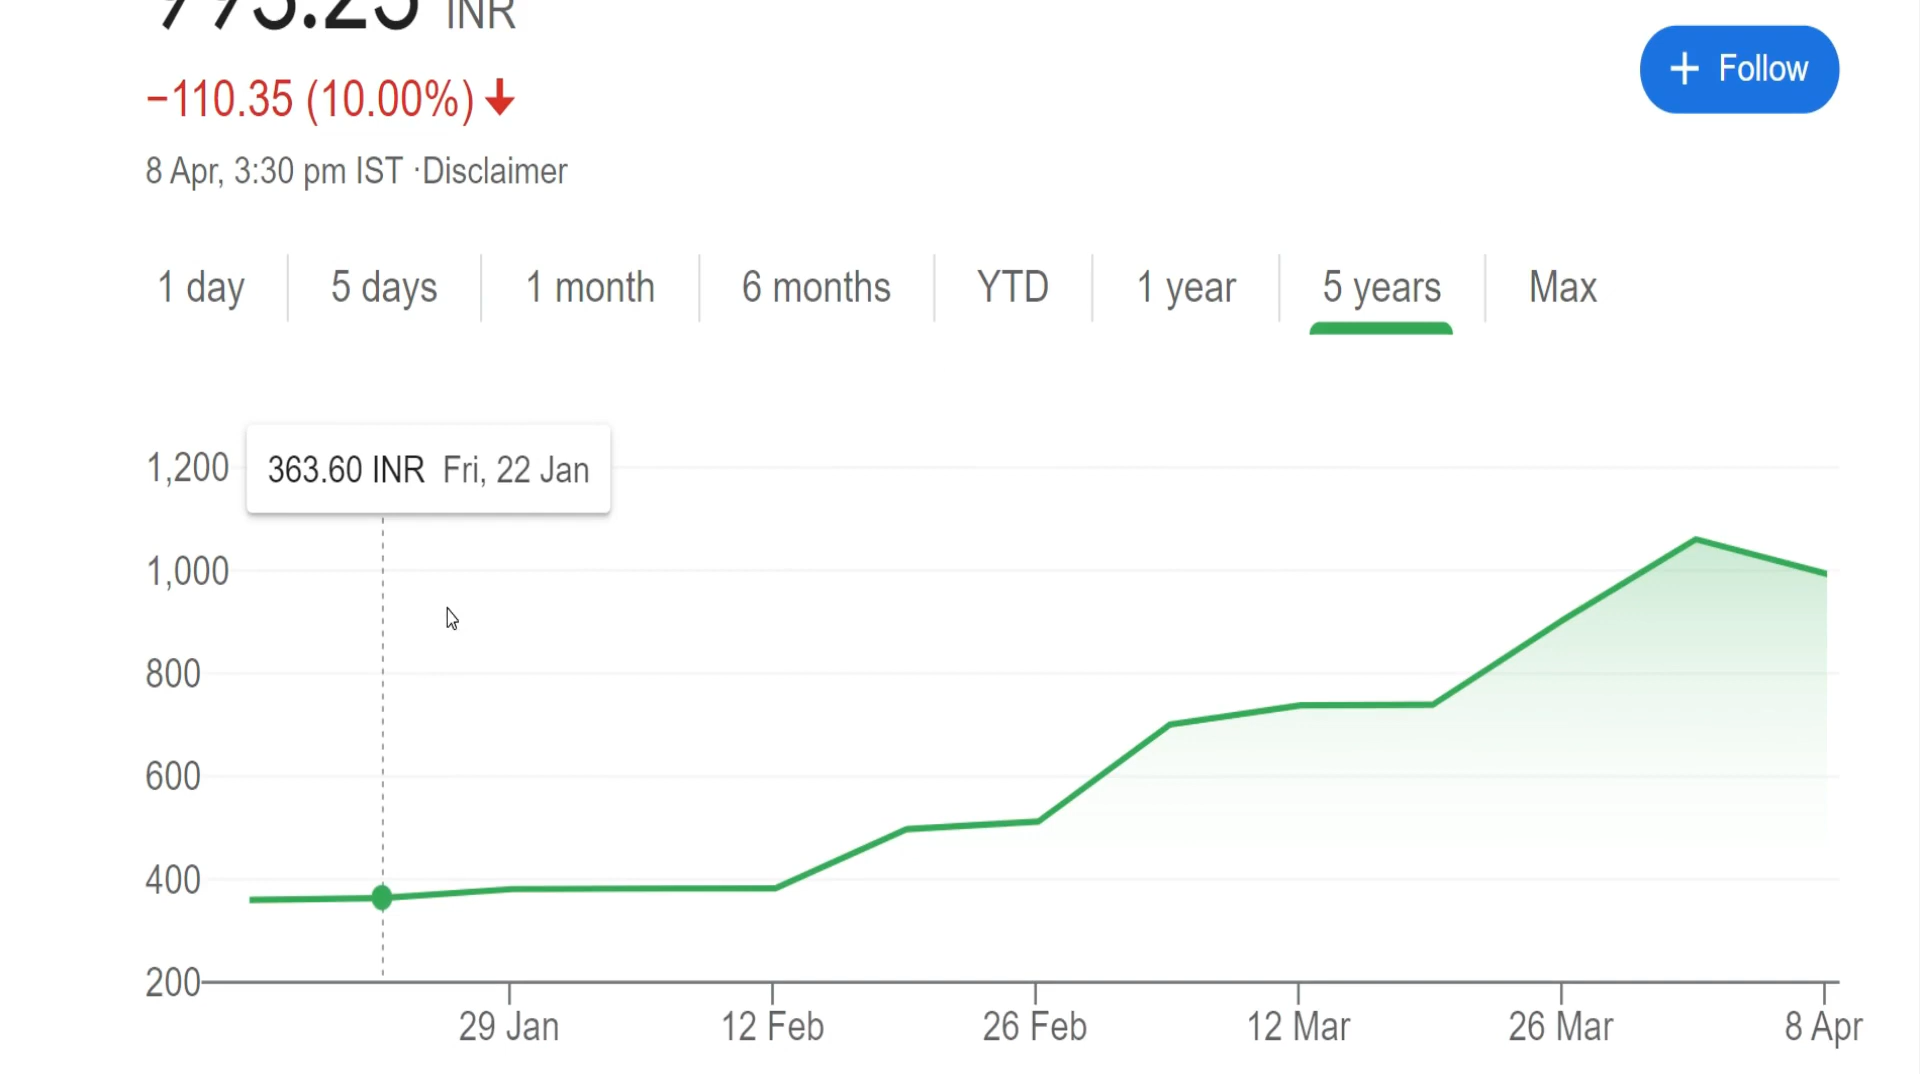 993.25 INR
+ Follow
−110.35 (10.00%)
8 Apr, 3:30 pm IST ·Disclaimer
1 day 5 days 1 month 6 months YTD 1 year 5 years Max
363.60 INR Fri, 22 Jan
1,200
1,000
800
600
400
200
29 Jan 12 Feb 26 Feb 12 Mar 26 Mar 8 Apr